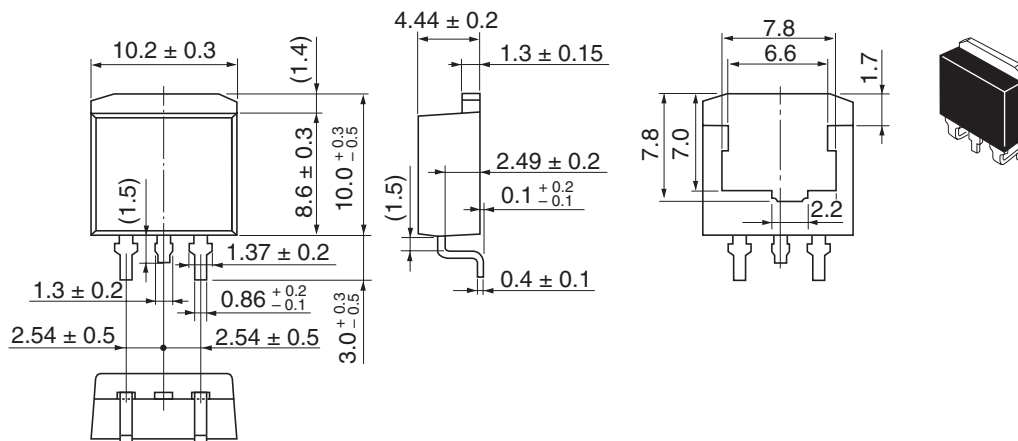 10.2 ± 0.3
(1.4)
8.6 ± 0.3
10.0 +0.3 −0.5
(1.5)
1.37 ± 0.2
1.3 ± 0.2
0.86 +0.2 −0.1
3.0 +0.3 −0.5
2.54 ± 0.5
2.54 ± 0.5
4.44 ± 0.2
1.3 ± 0.15
2.49 ± 0.2
(1.5)
0.1 +0.2 −0.1
0.4 ± 0.1
7.8
6.6
1.7
7.8
7.0
2.2